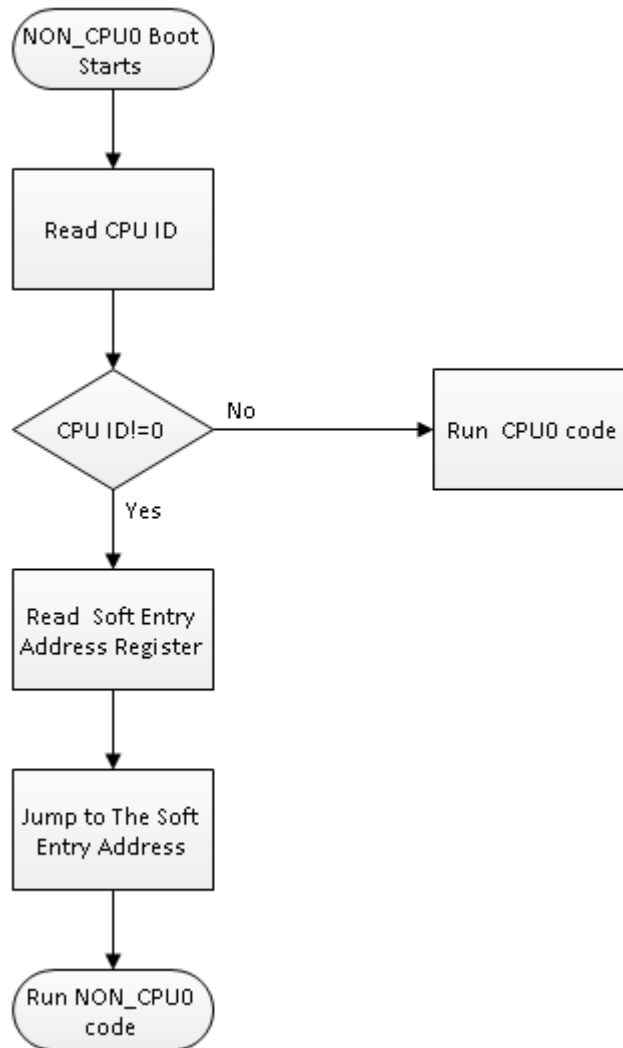 NON_CPU0 Boot
Starts
Read CPU ID
CPU ID!=0
No
Run  CPU0 code
Yes
Read  Soft Entry
Address Register
Jump to The Soft
Entry Address
Run NON_CPU0
code